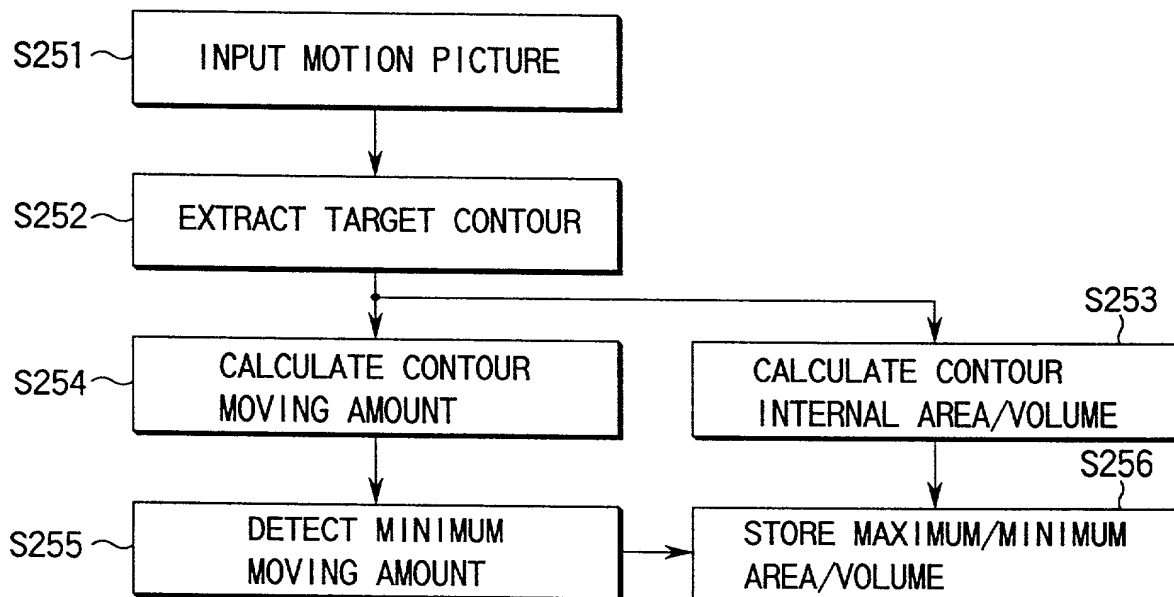 S251
INPUT MOTION PICTURE
S252
EXTRACT TARGET CONTOUR
S253
S254
CALCULATE CONTOUR
MOVING AMOUNT
CALCULATE CONTOUR
INTERNAL AREA/VOLUME
S256
S255
DETECT MINIMUM
MOVING AMOUNT
STORE MAXIMUM/MINIMUM
AREA/VOLUME